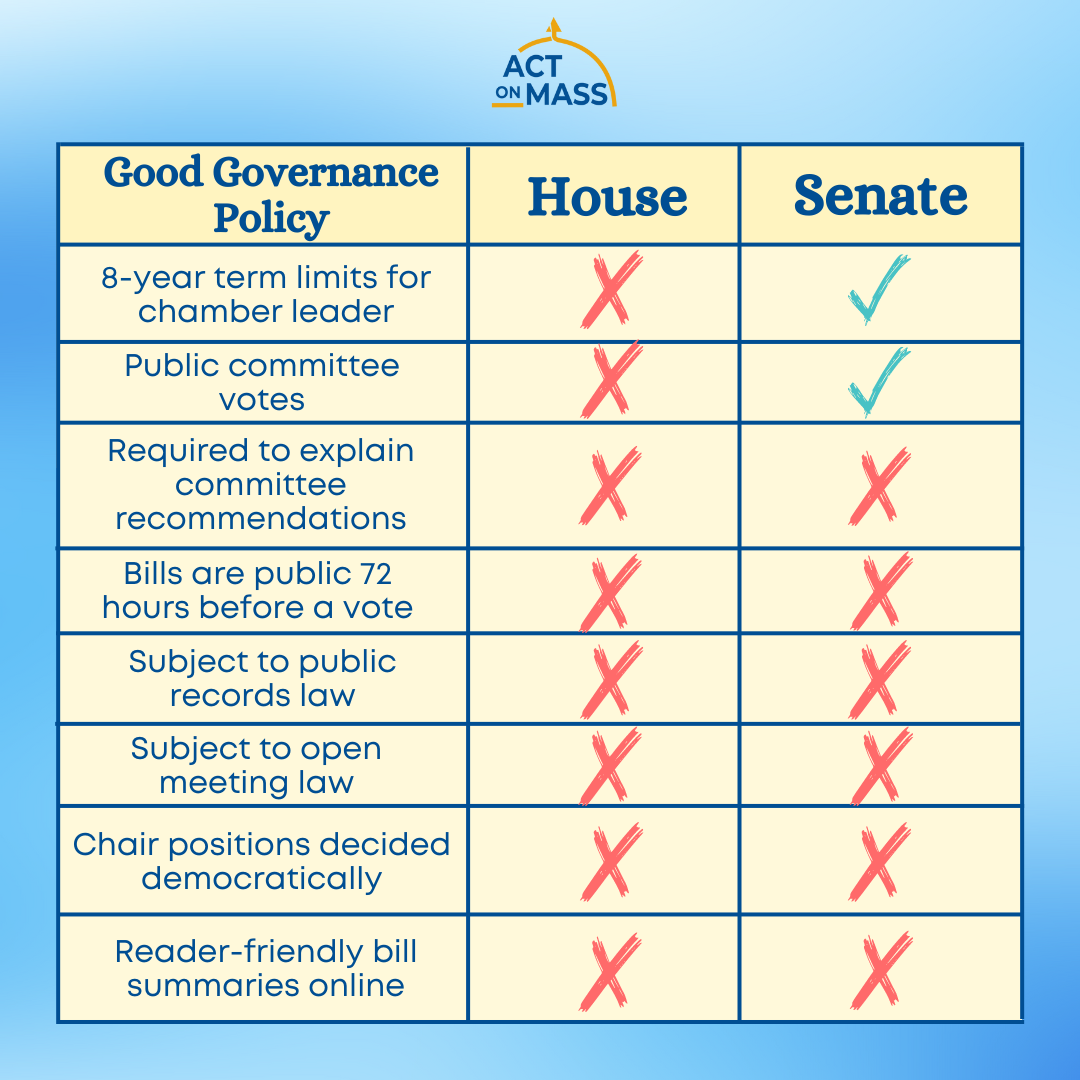 ACT
ON MASS
Good Governance
Policy
House
Senate
8-year term limits for
chamber leader
Public committee
votes
Required to explain
committee
recommendations
Bills are public 72
hours before a vote
Subject to public
records law
Subject to open
meeting law
Chair positions decided
democratically
Reader-friendly bill
summaries online